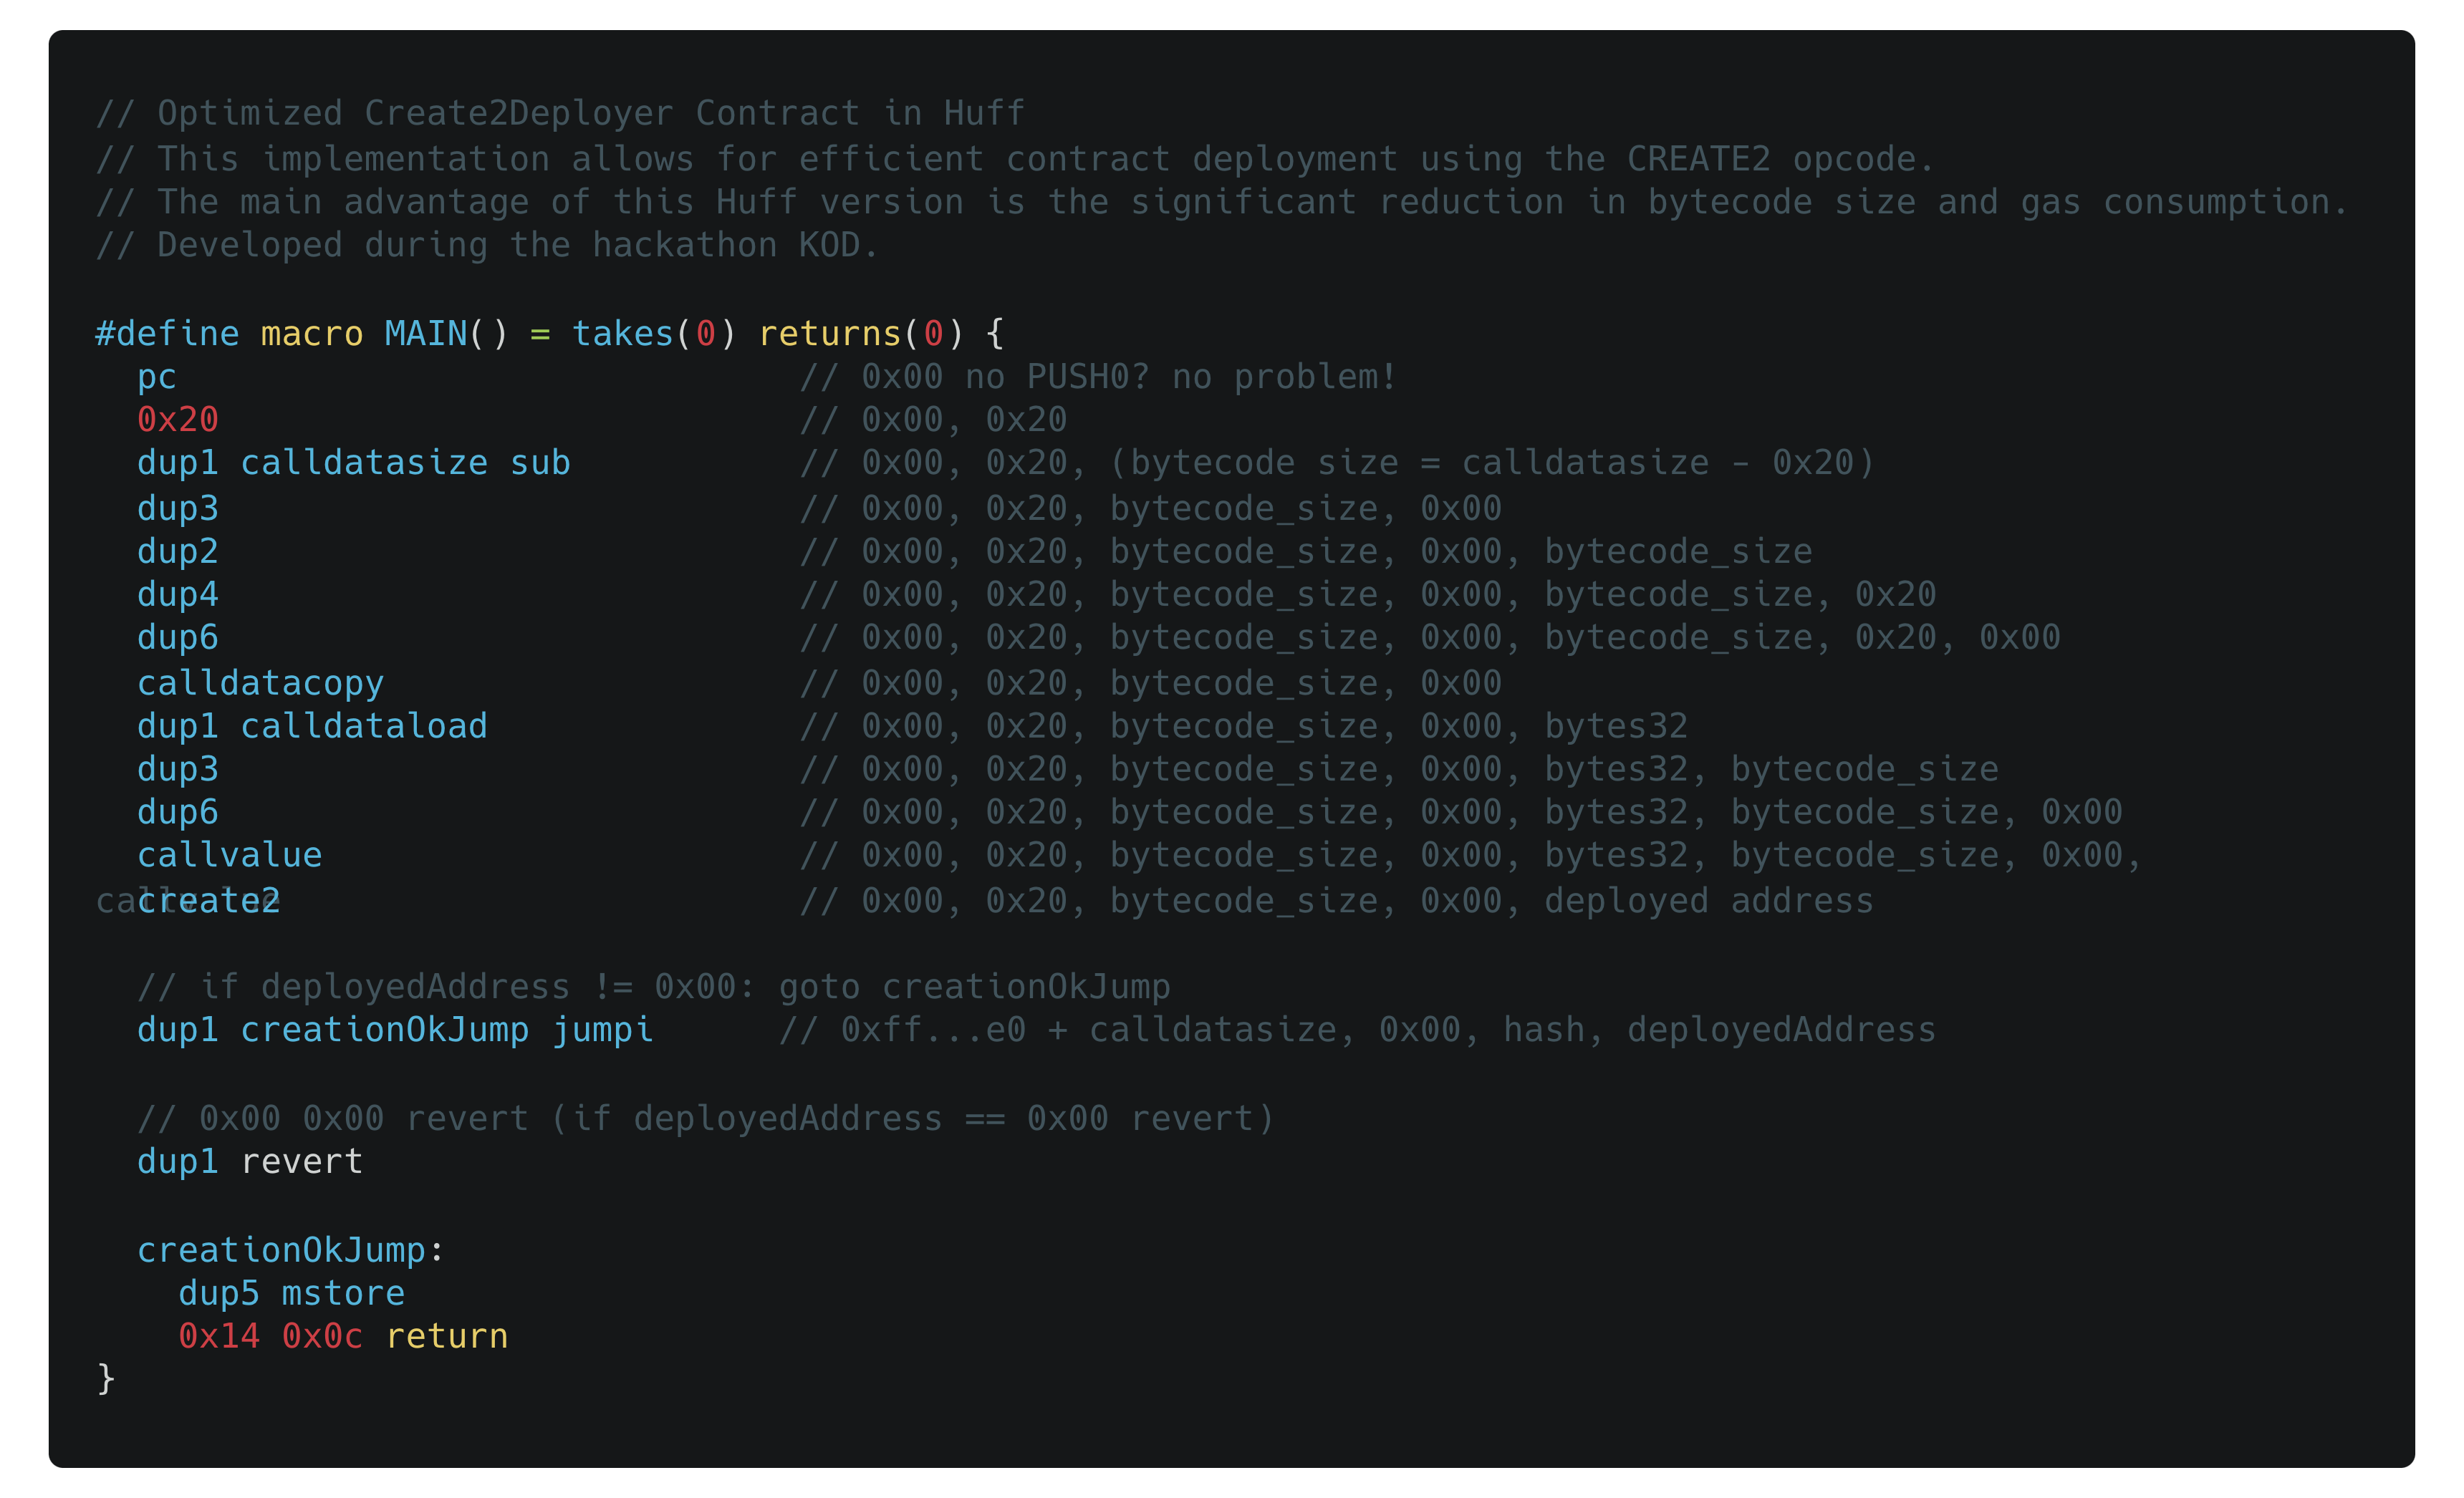 // Optimized Create2Deployer Contract in Huff
// This implementation allows for efficient contract deployment using the CREATE2 opcode.
// The main advantage of this Huff version is the significant reduction in bytecode size and gas consumption.
// Developed during the hackathon KOD.
#define macro MAIN() = takes(0) returns(0) {
pc // 0x00 no PUSH0? no problem!
0x20 // 0x00, 0x20
dup1 calldatasize sub // 0x00, 0x20, (bytecode size = calldatasize - 0x20)
dup3 // 0x00, 0x20, bytecode_size, 0x00
dup2 // 0x00, 0x20, bytecode_size, 0x00, bytecode_size
dup4 // 0x00, 0x20, bytecode_size, 0x00, bytecode_size, 0x20
dup6 // 0x00, 0x20, bytecode_size, 0x00, bytecode_size, 0x20, 0x00
calldatacopy // 0x00, 0x20, bytecode_size, 0x00
dup1 calldataload // 0x00, 0x20, bytecode_size, 0x00, bytes32
dup3 // 0x00, 0x20, bytecode_size, 0x00, bytes32, bytecode_size
dup6 // 0x00, 0x20, bytecode_size, 0x00, bytes32, bytecode_size, 0x00
callvalue // 0x00, 0x20, bytecode_size, 0x00, bytes32, bytecode_size, 0x00,
callvalue
create2 // 0x00, 0x20, bytecode_size, 0x00, deployed address
// if deployedAddress != 0x00: goto creationOkJump
dup1 creationOkJump jumpi // 0xff...e0 + calldatasize, 0x00, hash, deployedAddress
// 0x00 0x00 revert (if deployedAddress == 0x00 revert)
dup1 revert
creationOkJump:
dup5 mstore
0x14 0x0c return
}